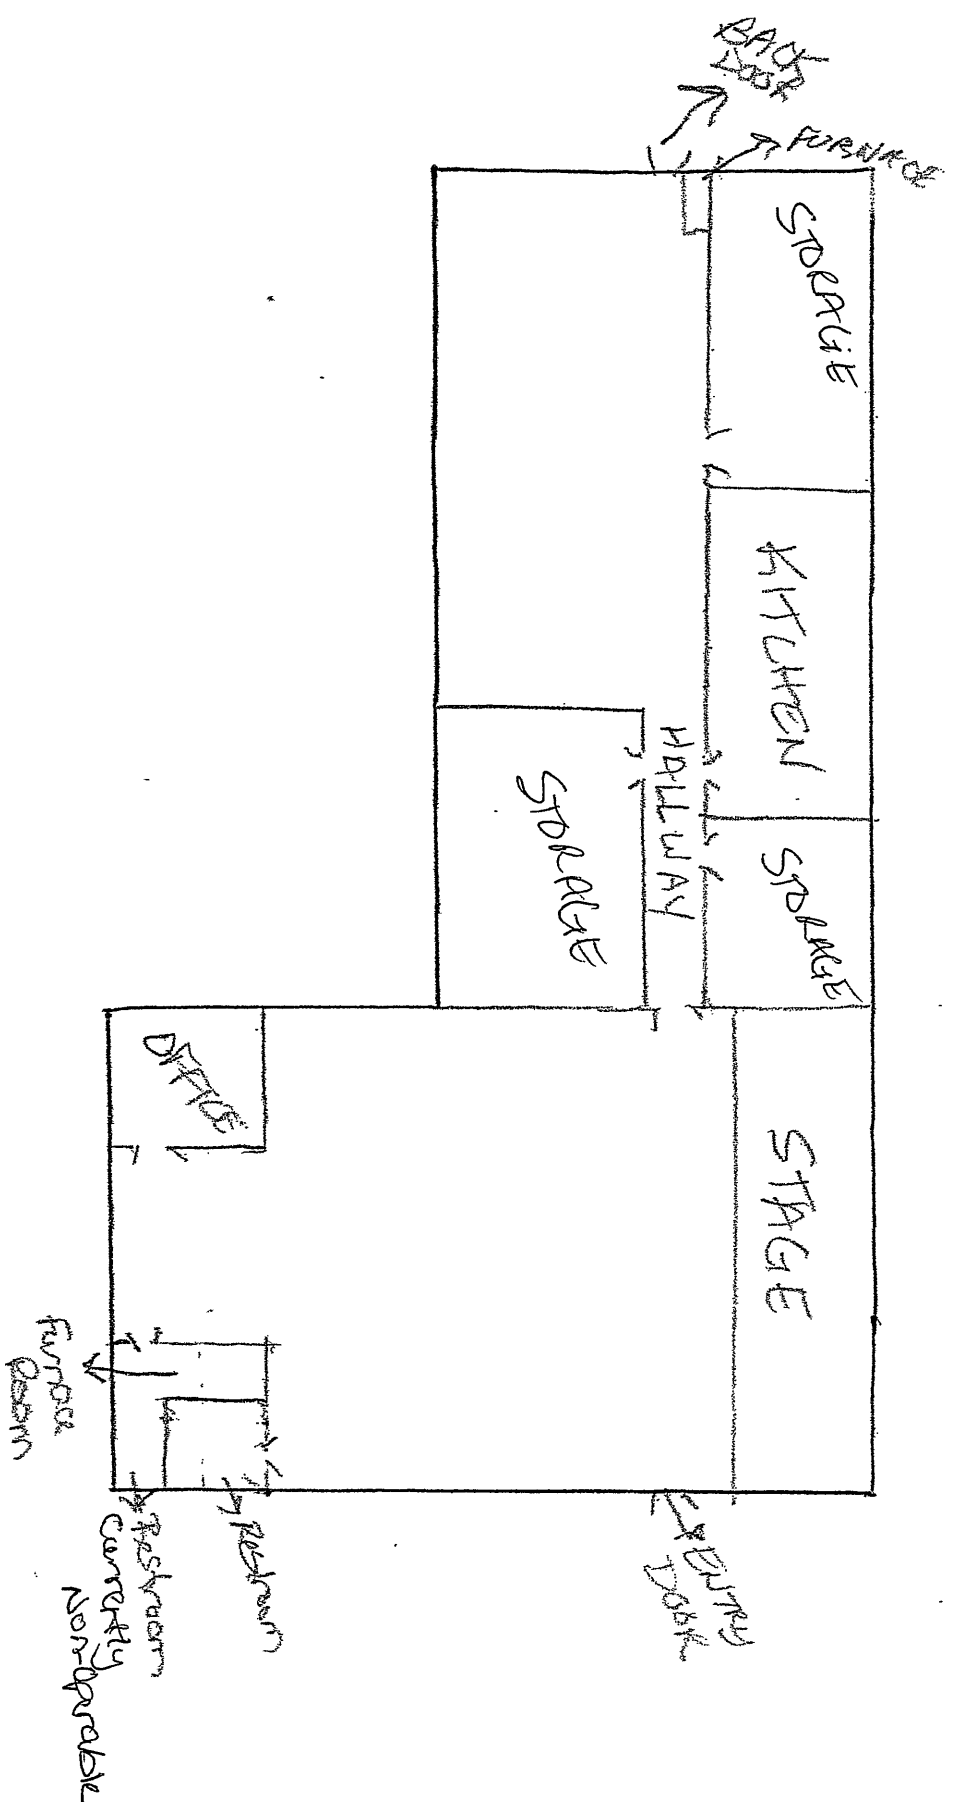 BACK
DOOR
FURNACE
STORAGE
KITCHEN
HALLWAY
STORAGE
STORAGE
OFFICE
STAGE
Furnace
Room
Restroom
Restroom
Currently
Non-Operable
ENTRY
DOOR